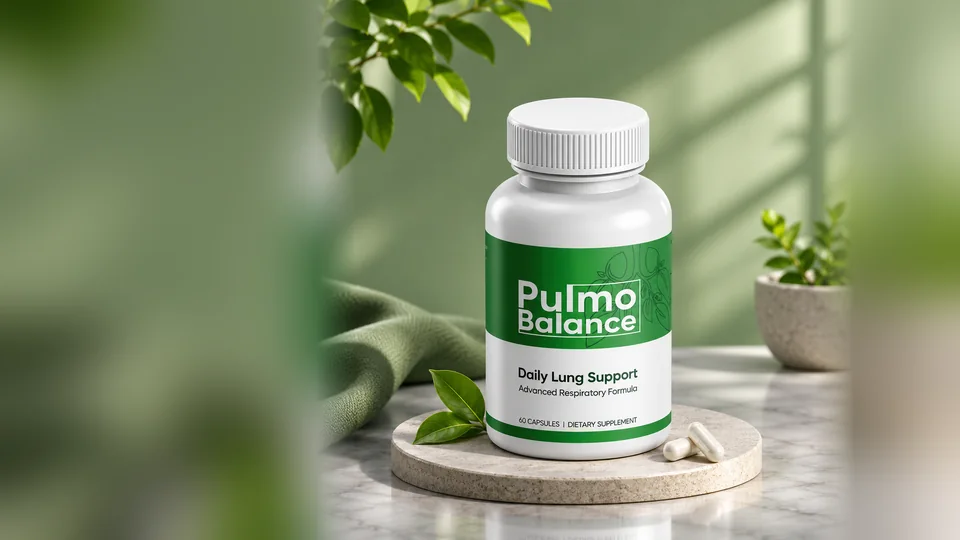 Pulmo
Balance
Daily Lung Support
Advanced Respiratory Formula
60 CAPSULES | DIETARY SUPPLEMENT